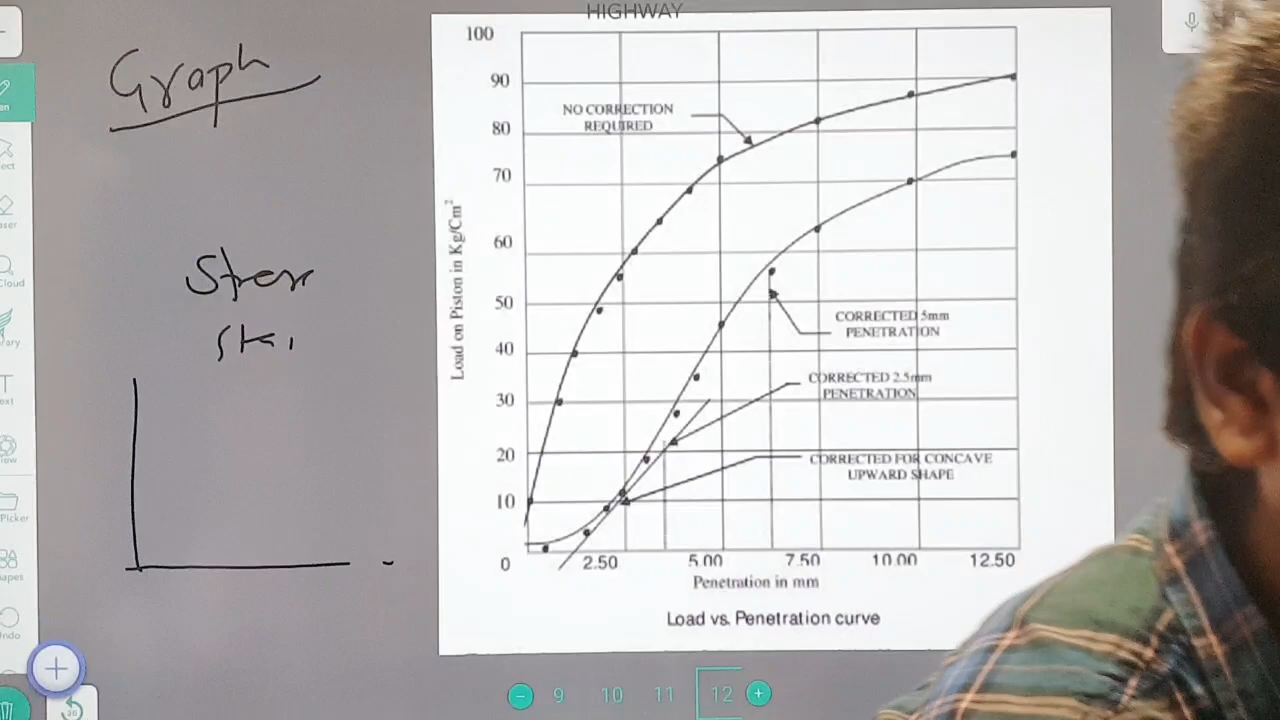 HIGHWAY
Graph
Stress
100
90
80
70
60
50
40
30
20
10
0
Load on Piston in Kg/Cm²
NO CORRECTION
REQUIRED
CORRECTED 5mm
PENETRATION
CORRECTED 2.5mm
PENETRATION
CORRECTED FOR CONCAVE
UPWARD SHAPE
2.50 5.00 7.50 10.00 12.50
Penetration in mm
Load vs. Penetration curve
9 10 11 12